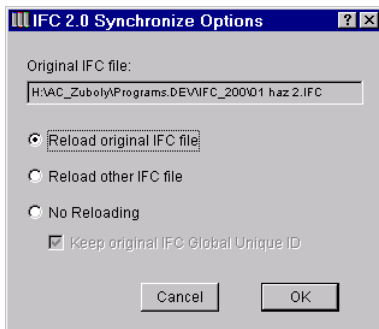 IFC 2.0 Synchronize Options
Original IFC file:
H:\AC_Zuboly\Programs.DEV\IFC_200\01 haz 2.IFC
Reload original IFC file
Reload other IFC file
No Reloading
Keep original IFC Global Unique ID
Cancel OK